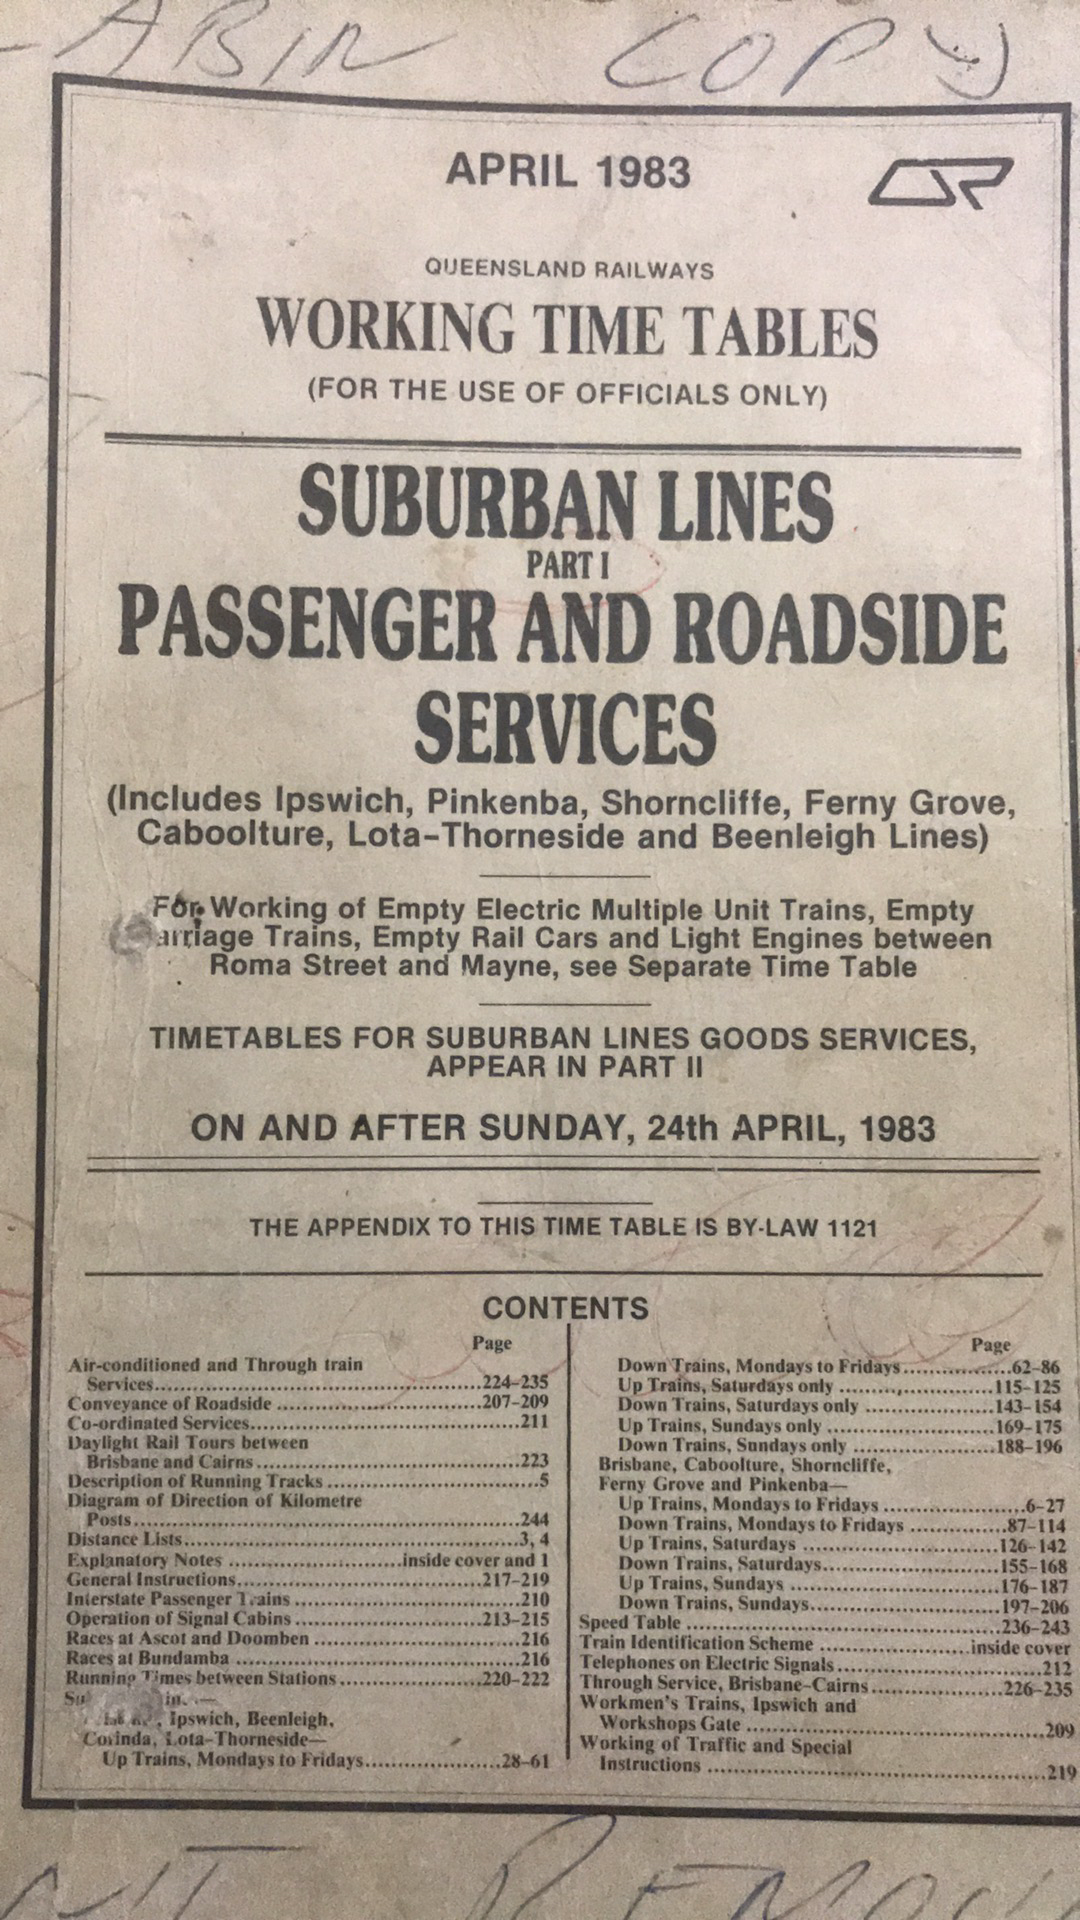 COPY
APRIL 1983
QR
QUEENSLAND RAILWAYS
WORKING TIME TABLES
(FOR THE USE OF OFFICIALS ONLY)
SUBURBAN LINES
PART I
PASSENGER AND ROADSIDE
SERVICES
(Includes Ipswich, Pinkenba, Shorncliffe, Ferny Grove,
Caboolture, Lota-Thorneside and Beenleigh Lines)
For Working of Empty Electric Multiple Unit Trains, Empty
arriage Trains, Empty Rail Cars and Light Engines between
Roma Street and Mayne, see Separate Time Table
TIMETABLES FOR SUBURBAN LINES GOODS SERVICES,
APPEAR IN PART II
ON AND AFTER SUNDAY, 24th APRIL, 1983
THE APPENDIX TO THIS TIME TABLE IS BY-LAW 1121
CONTENTS
Page
Air-conditioned and Through train
Services 224-235
Conveyance of Roadside 207-209
Co-ordinated Services 211
Daylight Rail Tours between
Brisbane and Cairns 223
Description of Running Tracks 5
Diagram of Direction of Kilometre
Posts 244
Distance Lists 3, 4
Explanatory Notes inside cover and 1
General Instructions 217-219
Interstate Passenger Trains 210
Operation of Signal Cabins 213-215
Races at Ascot and Doomben 216
Races at Bundamba 216
Running Times between Stations 220-222
Ipswich, Beenleigh,
Corinda, Lota-Thorneside—
Up Trains, Mondays to Fridays 28-61
Page
Down Trains, Mondays to Fridays 62-86
Up Trains, Saturdays only 115-125
Down Trains, Saturdays only 143-154
Up Trains, Sundays only 169-175
Down Trains, Sundays only 188-196
Brisbane, Caboolture, Shorncliffe,
Ferny Grove and Pinkenba—
Up Trains, Mondays to Fridays 6-27
Down Trains, Mondays to Fridays 87-114
Up Trains, Saturdays 126-142
Down Trains, Saturdays 155-168
Up Trains, Sundays 176-187
Down Trains, Sundays 197-206
Speed Table 236-243
Train Identification Scheme inside cover
Telephones on Electric Signals 212
Through Service, Brisbane-Cairns 226-235
Workmen's Trains, Ipswich and
Workshops Gate 209
Working of Traffic and Special
Instructions 219